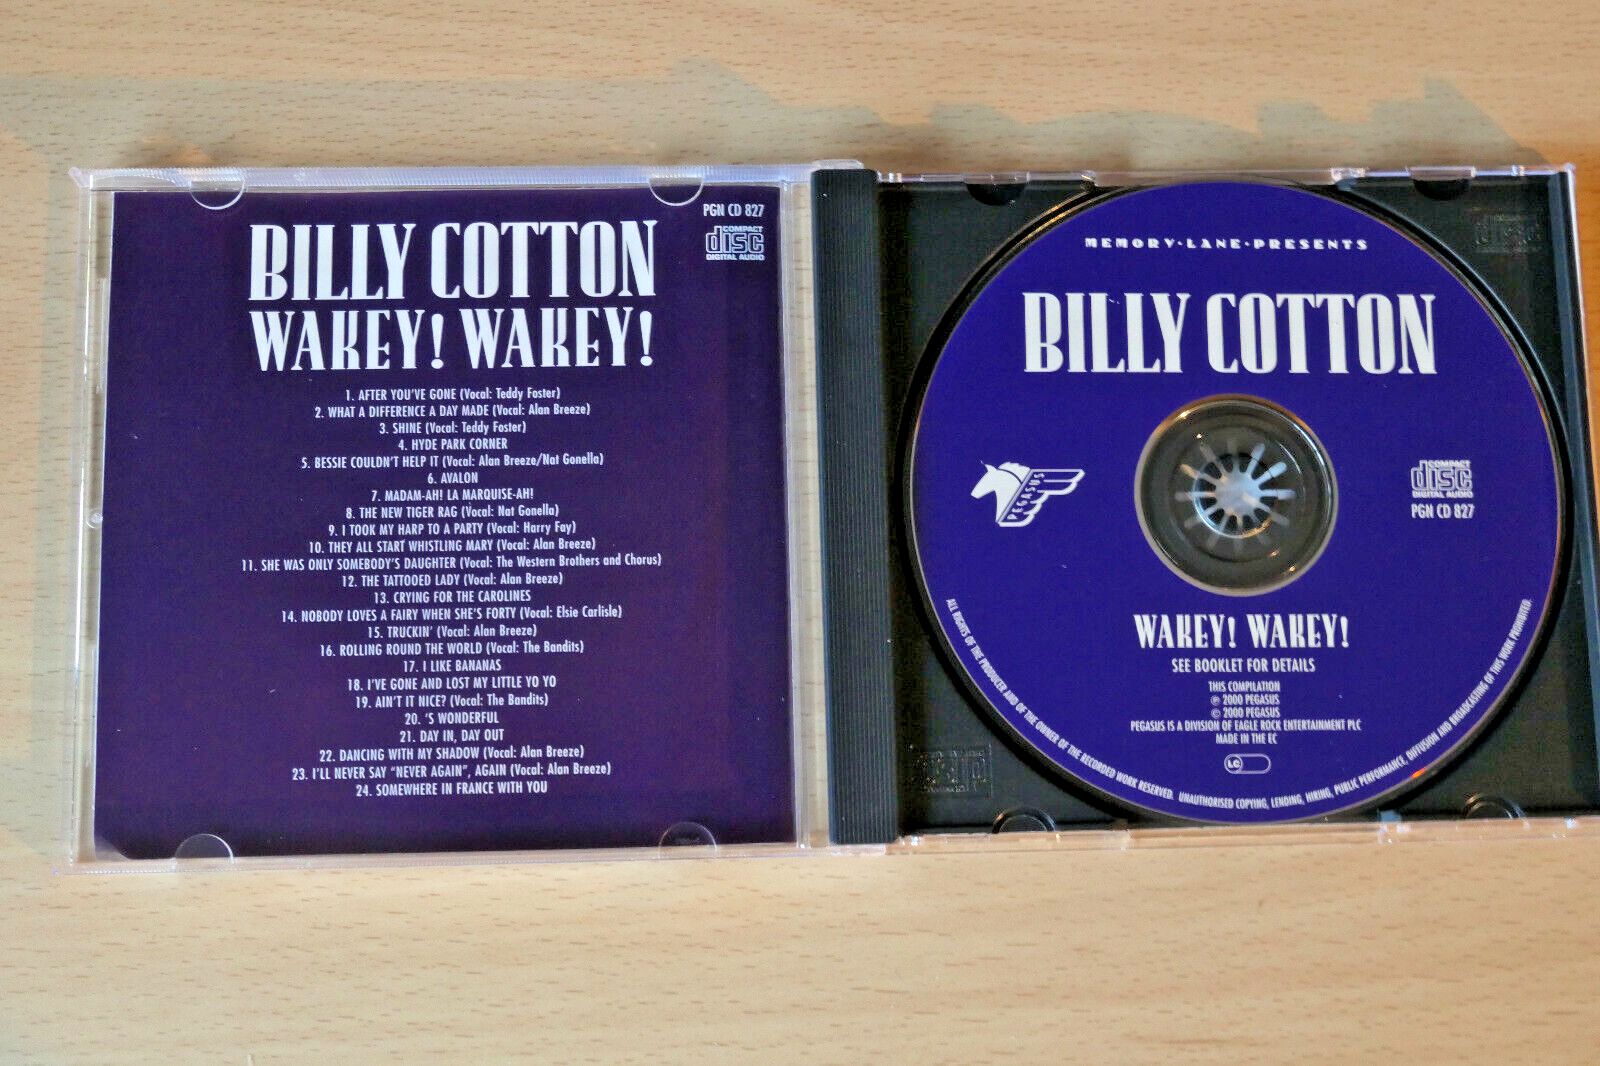 PGN CD 827
COMPACT
disc
DIGITAL AUDIO
BILLY COTTON
WAKEY! WAKEY!
1. AFTER YOU'VE GONE (Vocal: Teddy Foster)
2. WHAT A DIFFERENCE A DAY MADE (Vocal: Alan Breeze)
3. SHINE (Vocal: Teddy Foster)
4. HYDE PARK CORNER
5. BESSIE COULDN'T HELP IT (Vocal: Alan Breeze/Nat Gonella)
6. AVALON
7. MADAM-AH! LA MARQUISE-AH!
8. THE NEW TIGER RAG (Vocal: Nat Gonella)
9. I TOOK MY HARP TO A PARTY (Vocal: Harry Fay)
10. THEY ALL START WHISTLING MARY (Vocal: Alan Breeze)
11. SHE WAS ONLY SOMEBODY'S DAUGHTER (Vocal: The Western Brothers and Chorus)
12. THE TATTOOED LADY (Vocal: Alan Breeze)
13. CRYING FOR THE CAROLINES
14. NOBODY LOVES A FAIRY WHEN SHE'S FORTY (Vocal: Elsie Carlisle)
15. TRUCKIN' (Vocal: Alan Breeze)
16. ROLLING ROUND THE WORLD (Vocal: The Bandits)
17. I LIKE BANANAS
18. I'VE GONE AND LOST MY LITTLE YO YO
19. AIN'T IT NICE? (Vocal: The Bandits)
20. 'S WONDERFUL
21. DAY IN, DAY OUT
22. DANCING WITH MY SHADOW (Vocal: Alan Breeze)
23. I'LL NEVER SAY "NEVER AGAIN", AGAIN (Vocal: Alan Breeze)
24. SOMEWHERE IN FRANCE WITH YOU
MEMORY·LANE·PRESENTS
BILLY COTTON
PEGASUS
COMPACT
disc
DIGITAL AUDIO
PGN CD 827
WAKEY! WAKEY!
SEE BOOKLET FOR DETAILS
THIS COMPILATION
℗ 2000 PEGASUS
© 2000 PEGASUS
PEGASUS IS A DIVISION OF EAGLE ROCK ENTERTAINMENT PLC
MADE IN THE EC
LC
ALL RIGHTS OF THE PRODUCER AND OF THE OWNER OF THE RECORDED WORK RESERVED. UNAUTHORISED COPYING, LENDING, HIRING, PUBLIC PERFORMANCE, DIFFUSION AND BROADCASTING OF THIS WORK PROHIBITED.